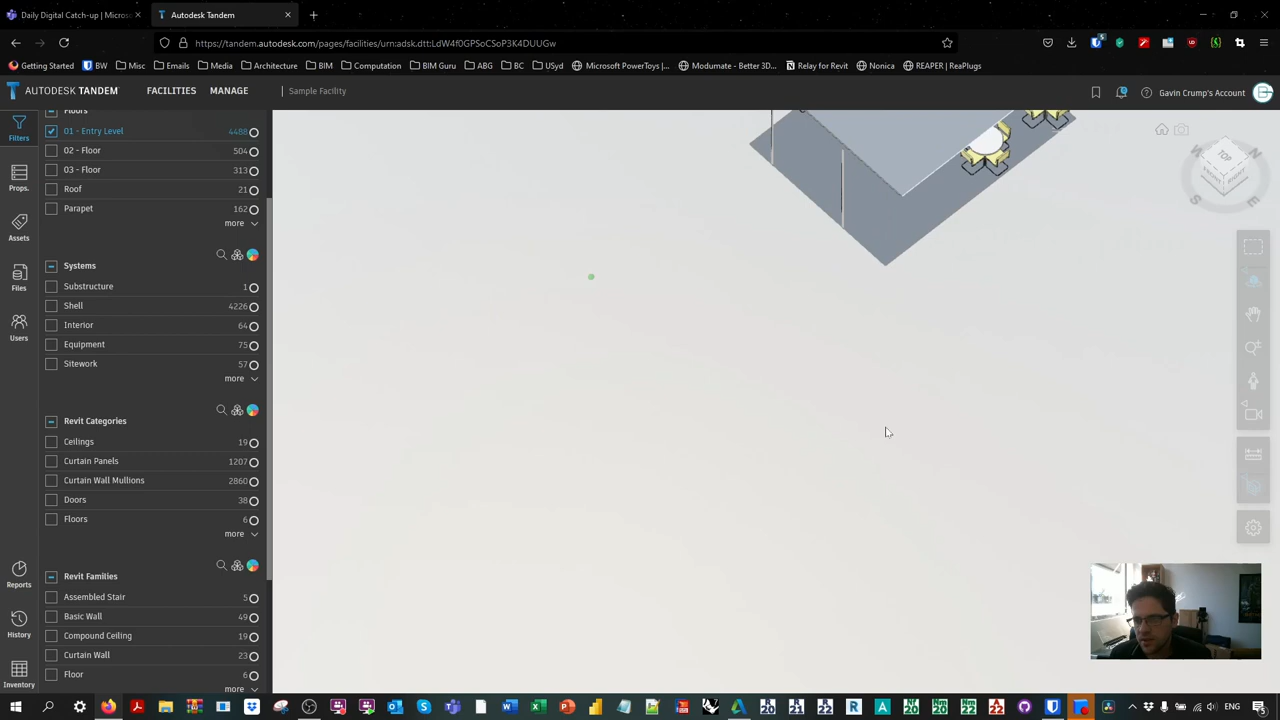 Daily Digital Catch-up | Micros
Autodesk Tandem
https://tandem.autodesk.com/pages/facilities/urn:adsk.dtt:LdW4f0GPSoCSoP3K4DUUGw
Getting Started
BW
Misc
Emails
Media
Architecture
BIM
Computation
BIM Guru
ABG
BC
USyd
Microsoft PowerToys |...
Modumate - Better 3D...
Relay for Revit
Nonica
REAPER | ReaPlugs
AUTODESK TANDEM
FACILITIES
MANAGE
Sample Facility
Gavin Crump's Account
Filters
Props.
Assets
Files
Users
Reports
History
Inventory
Floors
01 - Entry Level 4488
02 - Floor 504
03 - Floor 313
Roof 21
Parapet 162
more
Systems
Substructure 1
Shell 4226
Interior 64
Equipment 75
Sitework 57
more
Revit Categories
Ceilings 19
Curtain Panels 1207
Curtain Wall Mullions 2860
Doors 38
Floors 6
more
Revit Families
Assembled Stair 5
Basic Wall 49
Compound Ceiling 19
Curtain Wall 23
Floor 6
more
TOP